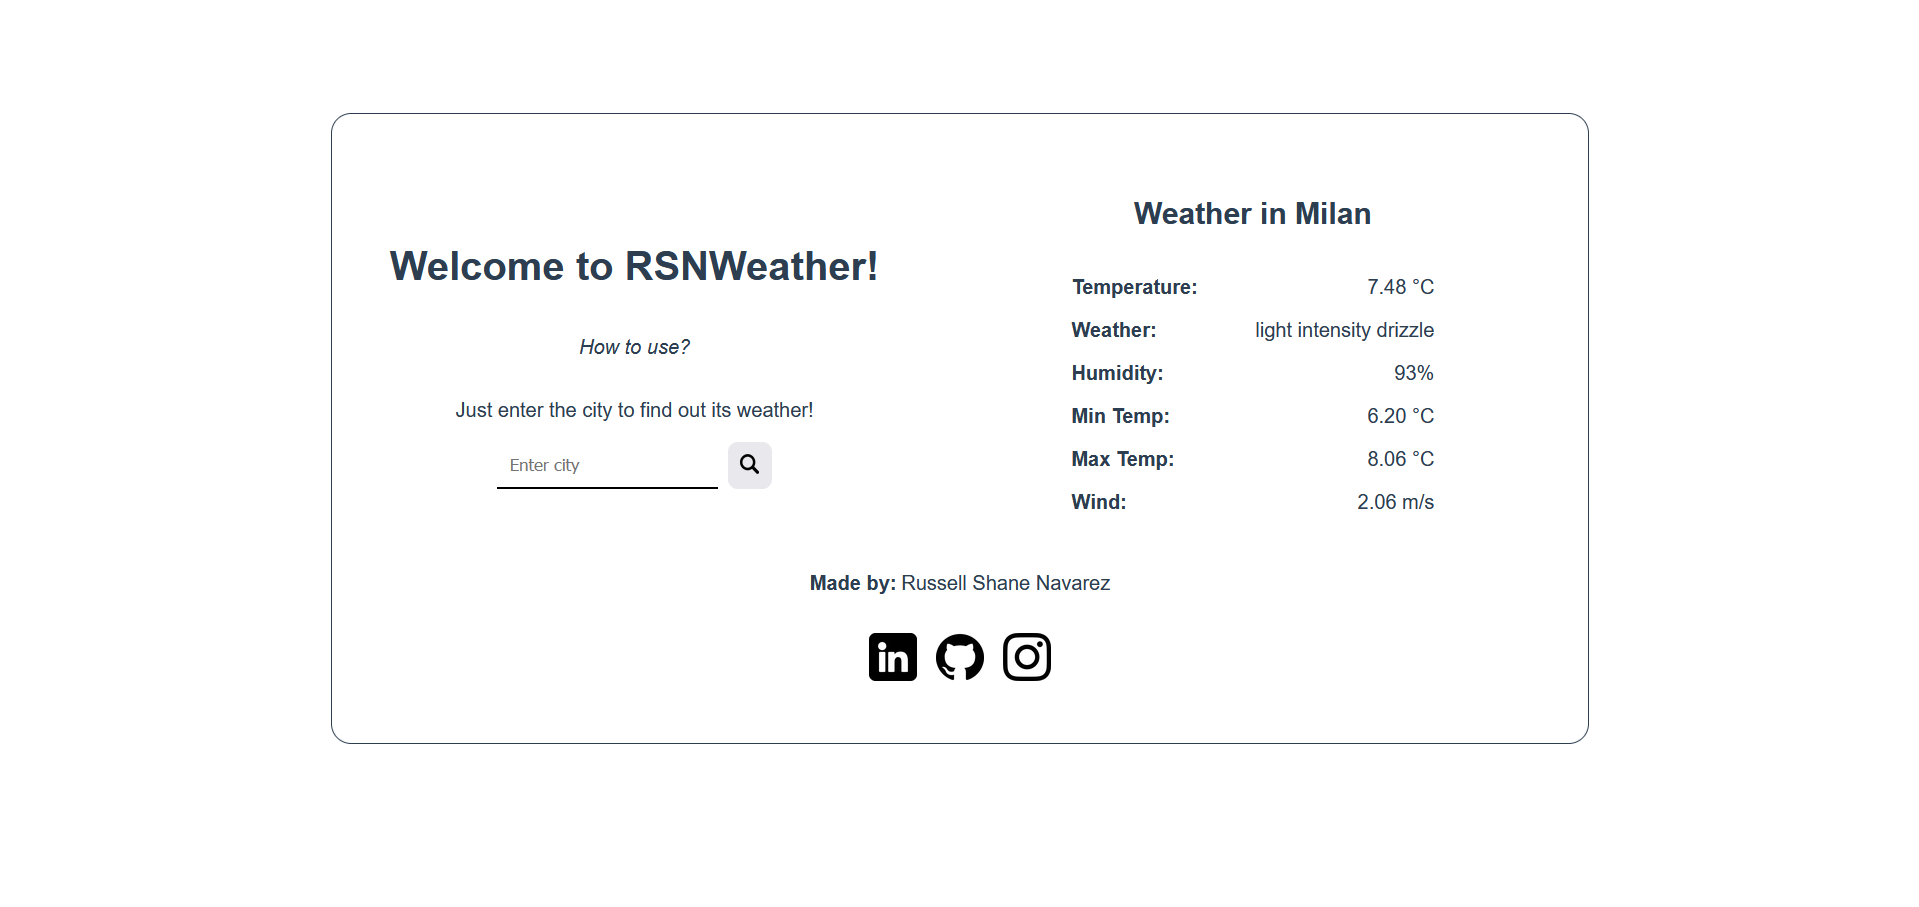 Welcome to RSNWeather!
How to use?
Just enter the city to find out its weather!
Enter city
Weather in Milan
Temperature: 7.48 °C
Weather: light intensity drizzle
Humidity: 93%
Min Temp: 6.20 °C
Max Temp: 8.06 °C
Wind: 2.06 m/s
Made by: Russell Shane Navarez
in